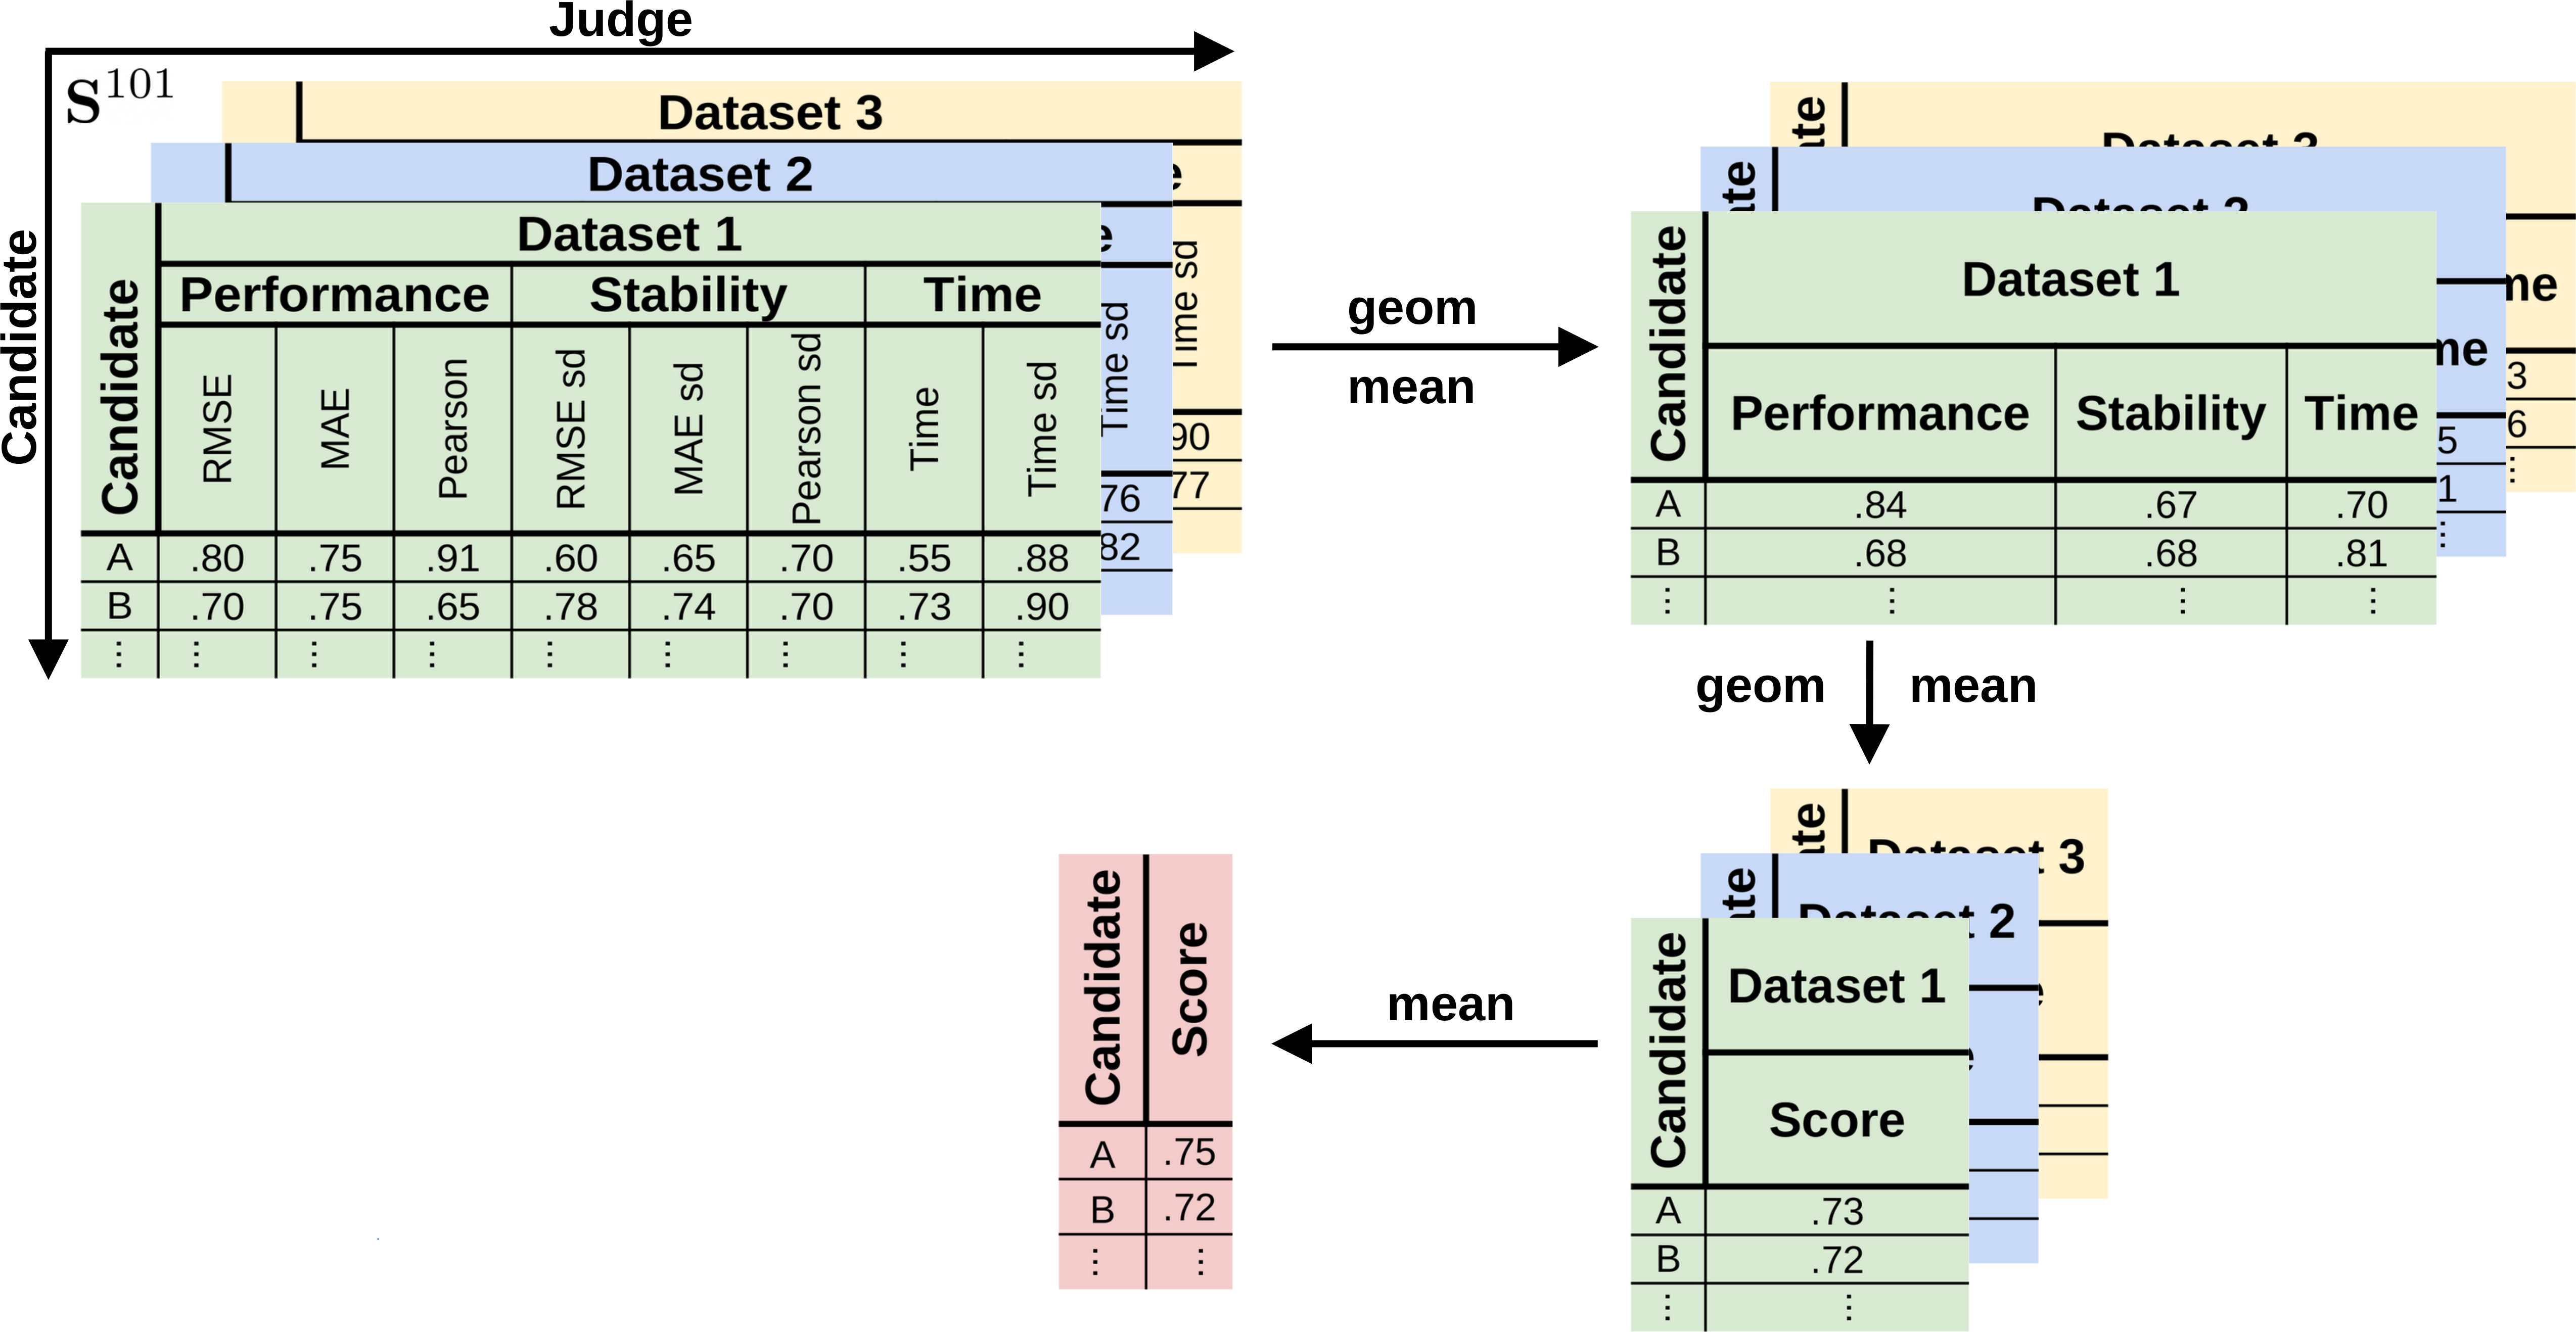 Judge
Candidate
S^101
Dataset 3
Dataset 2
Dataset 1
Performance Stability Time
Candidate RMSE MAE Pearson RMSE sd MAE sd Pearson sd Time Time sd
Time sd
Time sd
A .80 .75 .91 .60 .65 .70 .55 .88
B .70 .75 .65 .78 .74 .70 .73 .90
⋮ ⋮ ⋮ ⋮ ⋮ ⋮ ⋮ ⋮ ⋮
76
82
90
77
geom
mean
Dataset 3
Dataset 2
Dataset 1
Candidate Performance Stability Time
A .84 .67 .70
B .68 .68 .81
⋮ ⋮ ⋮ ⋮
5
1
⋮
3
6
⋮
geom mean
Dataset 3
Dataset 2
Dataset 1
Candidate Score
A .73
B .72
⋮ ⋮
mean
Candidate Score
A .75
B .72
⋮ ⋮